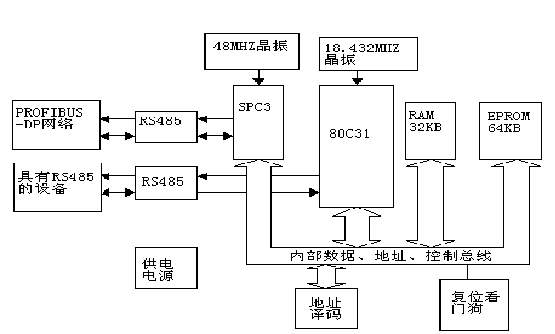 48MHZ晶振
18.432MHZ
晶振
PROFIBUS
-DP网络
RS485
SPC3
80C31
RAM
32KB
EPROM
64KB
具有RS485
的设备
RS485
供电
电源
内部数据、地址、控制总线
地址
译码
复位看
门狗